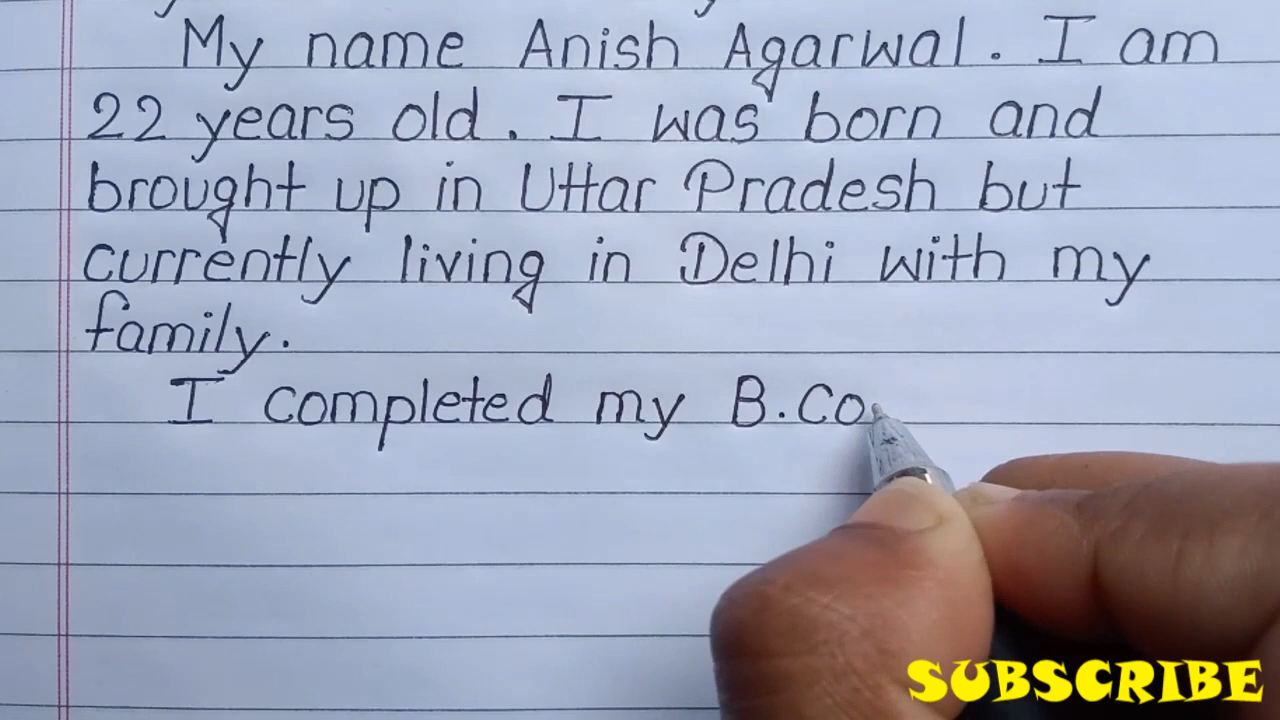 My name Anish Agarwal. I am
22 years old. I was born and
brought up in Uttar Pradesh but
currently living in Delhi with my
family.
I completed my B.Co
SUBSCRIBE